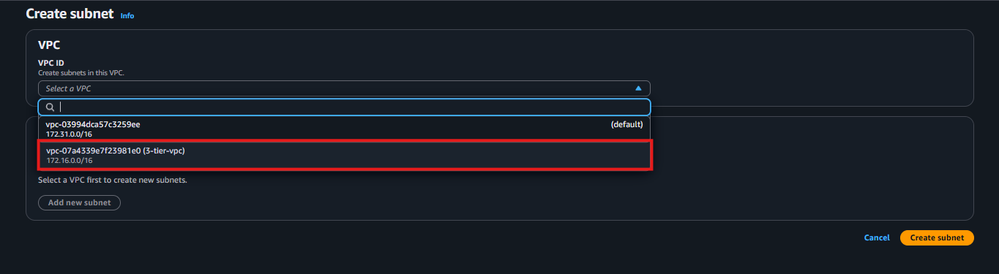 Create subnet Info
VPC
VPC ID
Create subnets in this VPC.
Select a VPC
vpc-03994dca57c3259ee (default)
172.31.0.0/16
vpc-07a4339e7f23981e0 (3-tier-vpc)
172.16.0.0/16
Select a VPC first to create new subnets.
Add new subnet
Cancel Create subnet